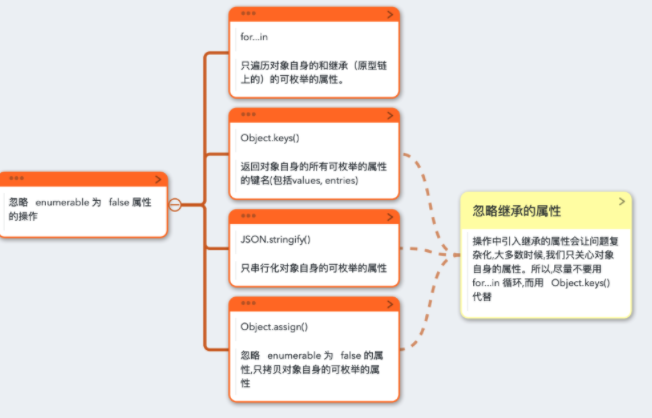 for...in
只遍历对象自身的和继承（原型链
上的）的可枚举的属性。
Object.keys()
返回对象自身的所有可枚举的属性
的键名(包括values, entries)
忽略 enumerable 为 false 属性
的操作
JSON.stringify()
只串行化对象自身的可枚举的属性
Object.assign()
忽略 enumerable 为 false 的属
性,只拷贝对象自身的可枚举的属
性
忽略继承的属性
操作中引入继承的属性会让问题复
杂化,大多数时候,我们只关心对象
自身的属性。所以,尽量不要用
for...in 循环,而用 Object.keys()
代替